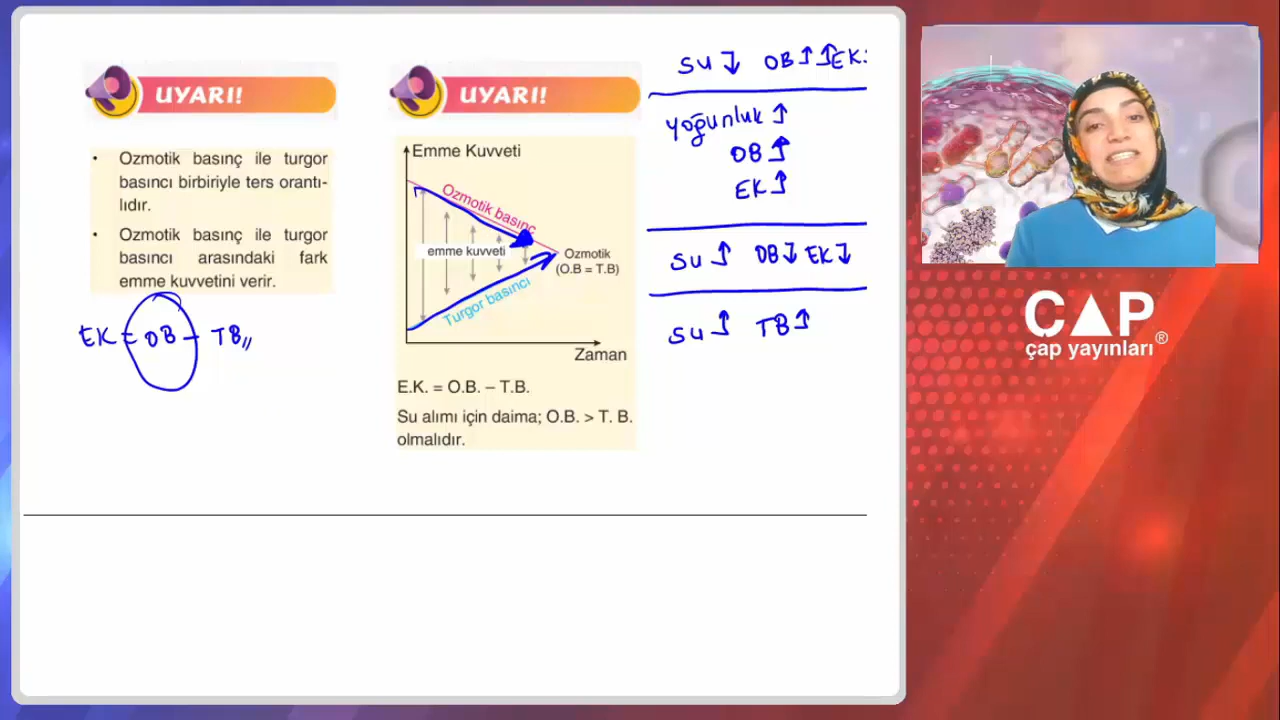 UYARI!
• Ozmotik basınç ile turgor
basıncı birbiriyle ters orantı-
lıdır.
• Ozmotik basınç ile turgor
basıncı arasındaki fark
emme kuvvetini verir.
EK = OB - TB,,
UYARI!
Emme Kuvveti
Ozmotik basınç
emme kuvveti
Ozmotik
(O.B = T.B)
Turgor basıncı
Zaman
E.K. = O.B. – T.B.
Su alımı için daima; O.B. > T. B.
olmalıdır.
Su ↓ OB↑ ↑EK:
yoğunluk ↑
OB↑
EK↑
Su ↑ OB↓ EK↓
Su ↑ TB↑
ÇAP
çap yayınları®